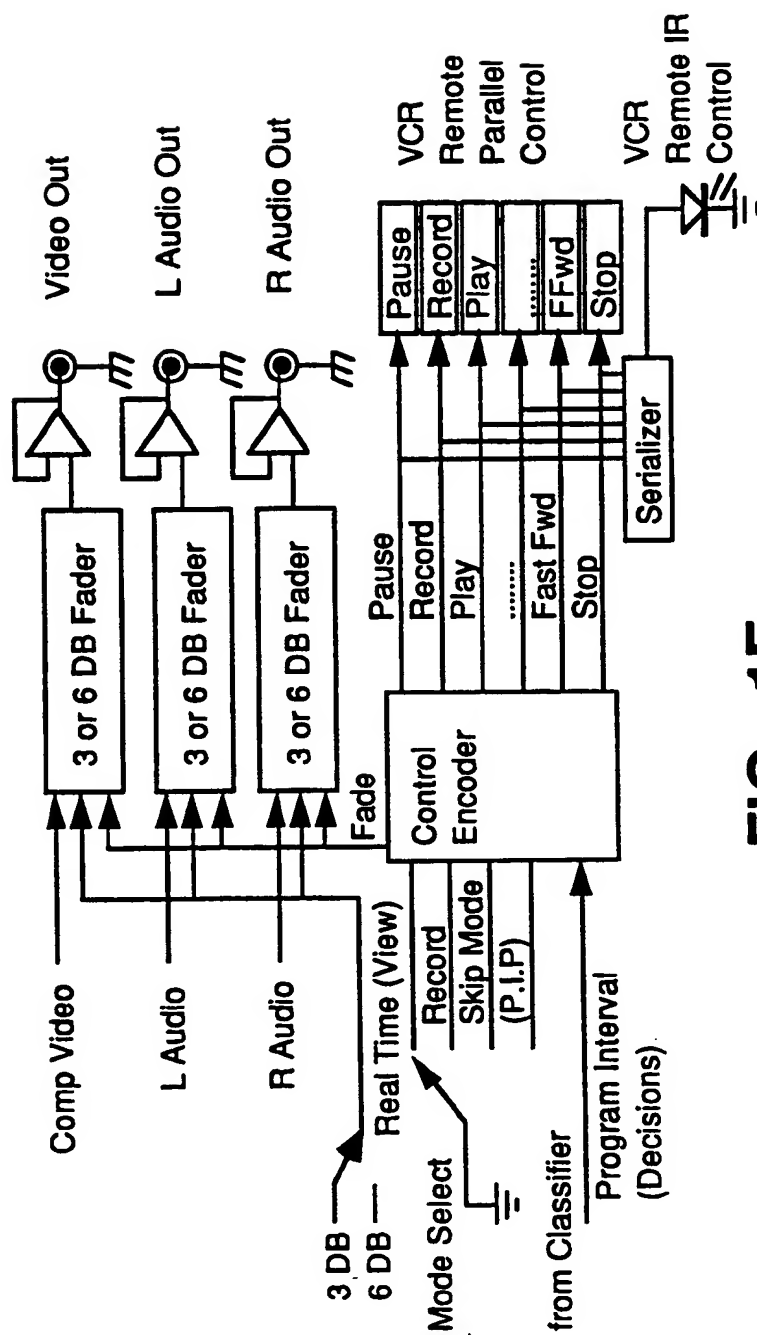 Comp Video
L Audio
R Audio
3 DB
6 DB
3 or 6 DB Fader
3 or 6 DB Fader
3 or 6 DB Fader
Video Out
L Audio Out
R Audio Out
Fade
Mode Select
Real Time (View)
Record
Skip Mode
(P.I.P)
from Classifier
Program Interval
(Decisions)
Control
Encoder
Pause
Record
Play
........
Fast Fwd
Stop
Pause
Record
Play
........
FFwd
Stop
VCR
Remote
Parallel
Control
Serializer
VCR
Remote IR
Control